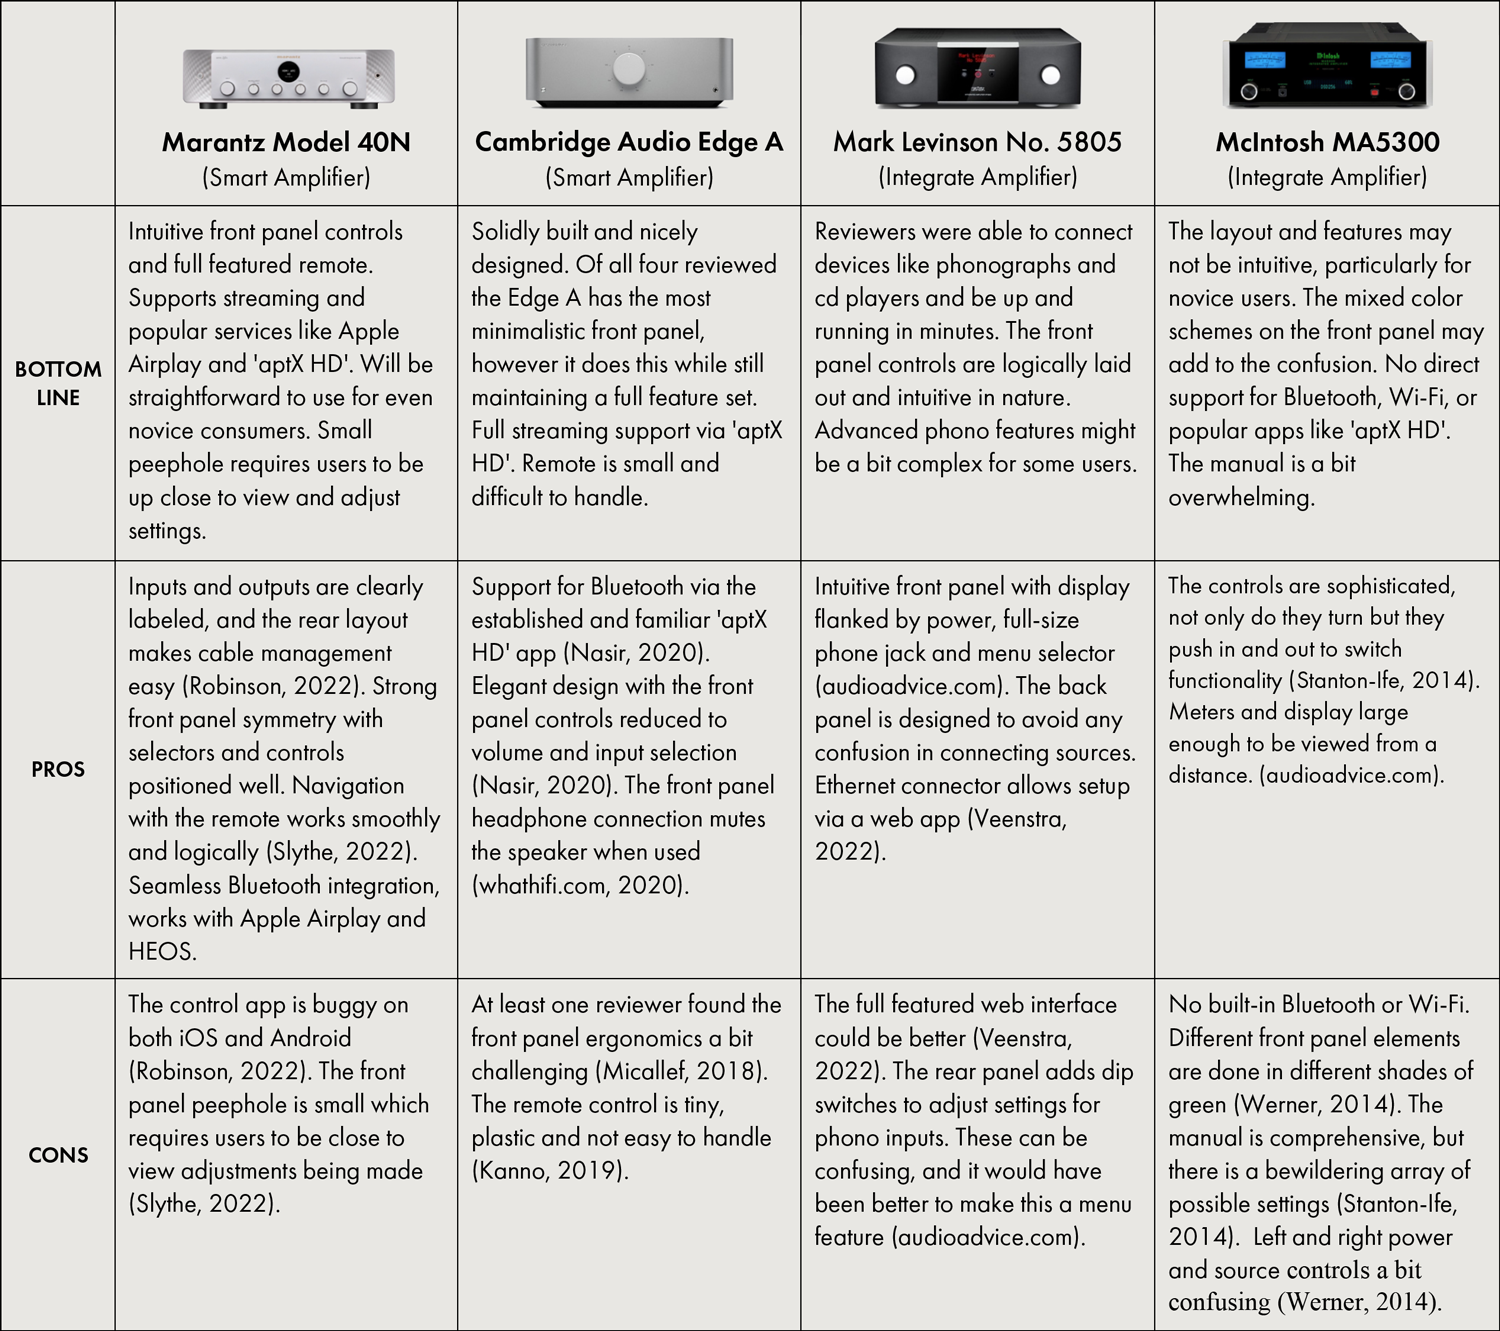 Marantz Model 40N
(Smart Amplifier)
Cambridge Audio Edge A
(Smart Amplifier)
Mark Levinson No. 5805
(Integrate Amplifier)
McIntosh MA5300
(Integrate Amplifier)
BOTTOM
LINE
Intuitive front panel controls
and full featured remote.
Supports streaming and
popular services like Apple
Airplay and 'aptX HD'. Will be
straightforward to use for even
novice consumers. Small
peephole requires users to be
up close to view and adjust
settings.
Solidly built and nicely
designed. Of all four reviewed
the Edge A has the most
minimalistic front panel,
however it does this while still
maintaining a full feature set.
Full streaming support via 'aptX
HD'. Remote is small and
difficult to handle.
Reviewers were able to connect
devices like phonographs and
cd players and be up and
running in minutes. The front
panel controls are logically laid
out and intuitive in nature.
Advanced phono features might
be a bit complex for some users.
The layout and features may
not be intuitive, particularly for
novice users. The mixed color
schemes on the front panel may
add to the confusion. No direct
support for Bluetooth, Wi-Fi, or
popular apps like 'aptX HD'.
The manual is a bit
overwhelming.
PROS
Inputs and outputs are clearly
labeled, and the rear layout
makes cable management
easy (Robinson, 2022). Strong
front panel symmetry with
selectors and controls
positioned well. Navigation
with the remote works smoothly
and logically (Slythe, 2022).
Seamless Bluetooth integration,
works with Apple Airplay and
HEOS.
Support for Bluetooth via the
established and familiar 'aptX
HD' app (Nasir, 2020).
Elegant design with the front
panel controls reduced to
volume and input selection
(Nasir, 2020). The front panel
headphone connection mutes
the speaker when used
(whathifi.com, 2020).
Intuitive front panel with display
flanked by power, full-size
phone jack and menu selector
(audioadvice.com). The back
panel is designed to avoid any
confusion in connecting sources.
Ethernet connector allows setup
via a web app (Veenstra,
2022).
The controls are sophisticated,
not only do they turn but they
push in and out to switch
functionality (Stanton-Ife, 2014).
Meters and display large
enough to be viewed from a
distance. (audioadvice.com).
CONS
The control app is buggy on
both iOS and Android
(Robinson, 2022). The front
panel peephole is small which
requires users to be close to
view adjustments being made
(Slythe, 2022).
At least one reviewer found the
front panel ergonomics a bit
challenging (Micallef, 2018).
The remote control is tiny,
plastic and not easy to handle
(Kanno, 2019).
The full featured web interface
could be better (Veenstra,
2022). The rear panel adds dip
switches to adjust settings for
phono inputs. These can be
confusing, and it would have
been better to make this a menu
feature (audioadvice.com).
No built-in Bluetooth or Wi-Fi.
Different front panel elements
are done in different shades of
green (Werner, 2014). The
manual is comprehensive, but
there is a bewildering array of
possible settings (Stanton-Ife,
2014).  Left and right power
and source controls a bit
confusing (Werner, 2014).